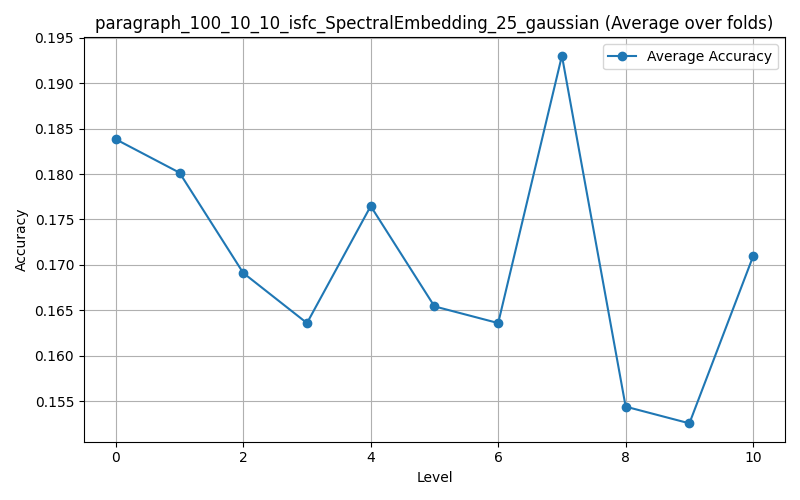 paragraph_100_10_10_isfc_SpectralEmbedding_25_gaussian (Average over folds)
Average Accuracy
Accuracy
0.195
0.190
0.185
0.180
0.175
0.170
0.165
0.160
0.155
0 2 4 6 8 10
Level